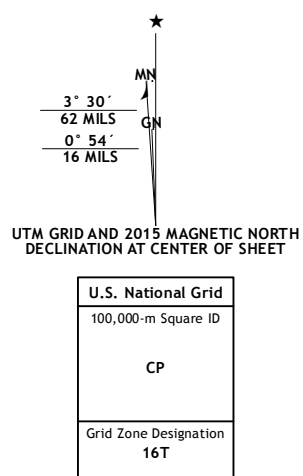 ★
MN
3° 30´
62 MILS
GN
0° 54´
16 MILS
UTM GRID AND 2015 MAGNETIC NORTH
DECLINATION AT CENTER OF SHEET
U.S. National Grid
100,000-m Square ID
CP
Grid Zone Designation
16T